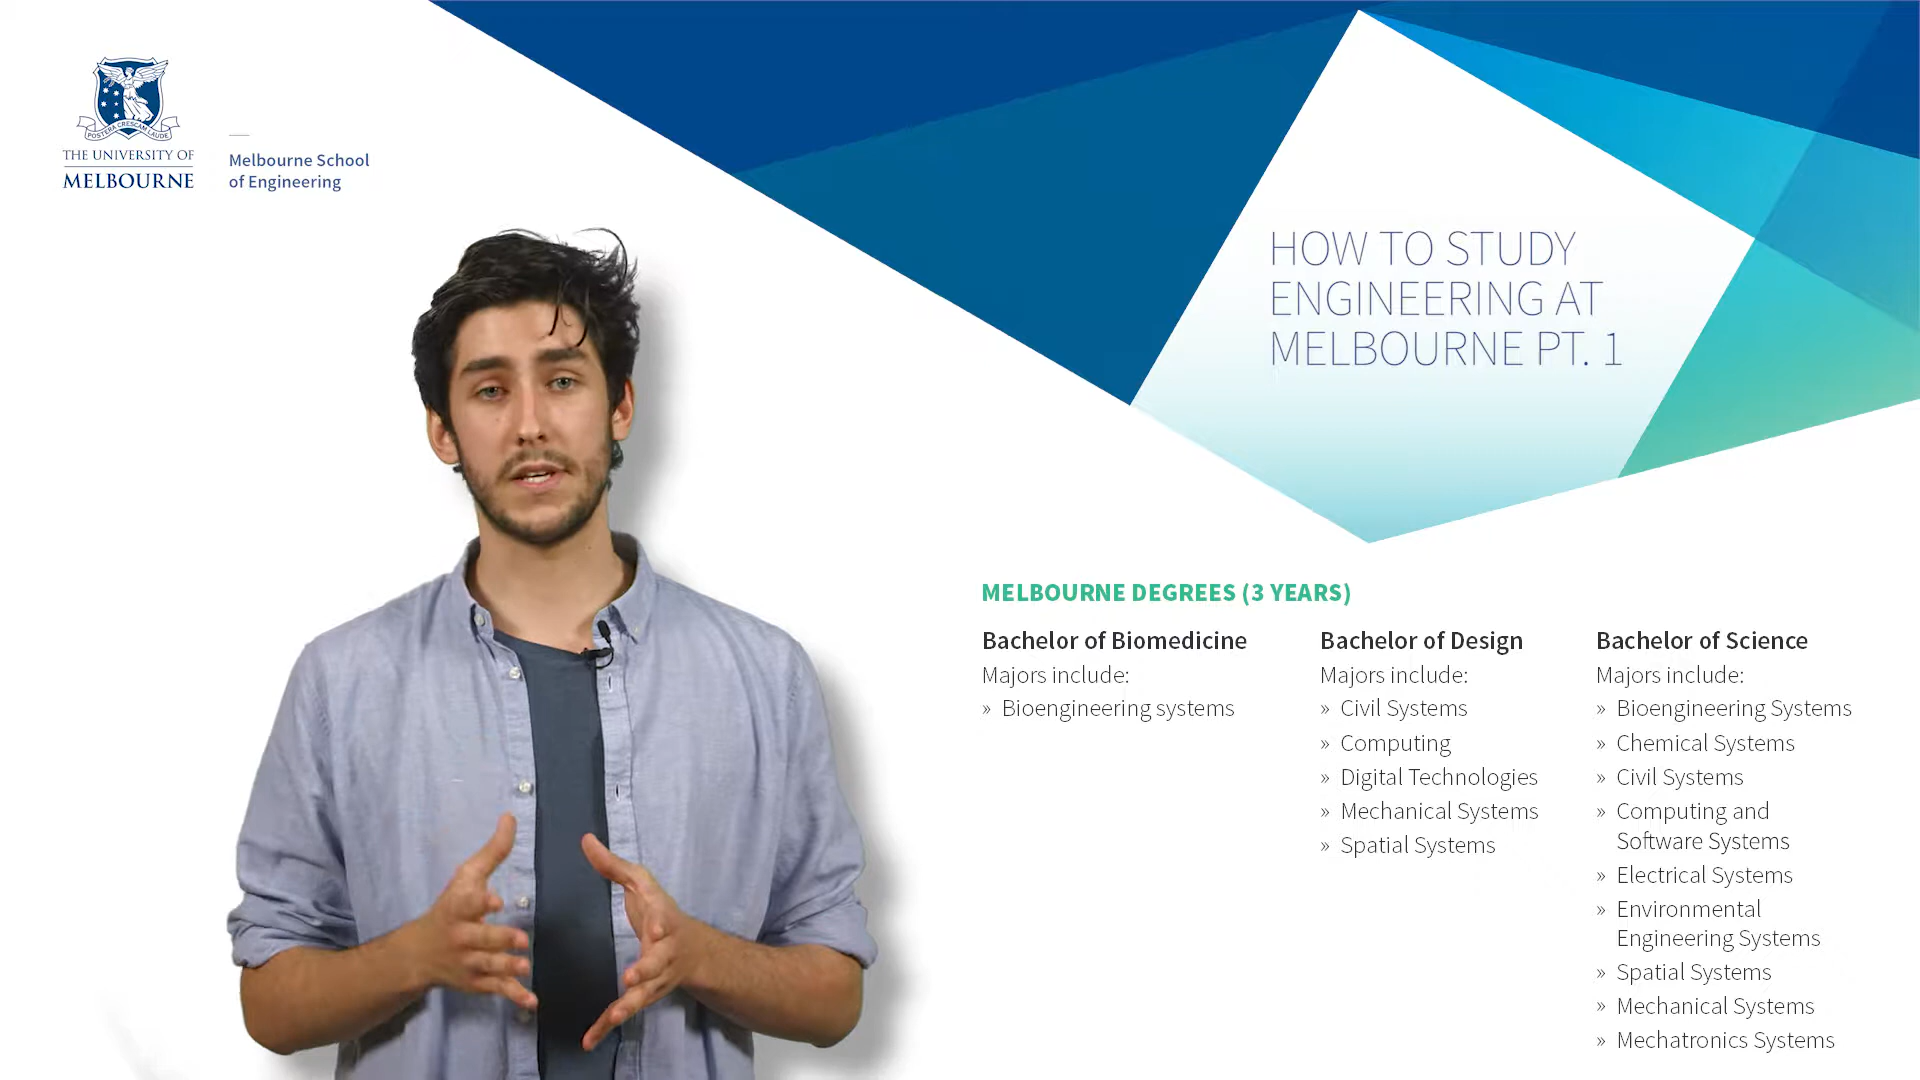 POSTERA CRESCAM LAUDE
THE UNIVERSITY OF
MELBOURNE
Melbourne School
of Engineering
HOW TO STUDY
ENGINEERING AT
MELBOURNE PT. 1
MELBOURNE DEGREES (3 YEARS)
Bachelor of Biomedicine
Majors include:
» Bioengineering systems
Bachelor of Design
Majors include:
» Civil Systems
» Computing
» Digital Technologies
» Mechanical Systems
» Spatial Systems
Bachelor of Science
Majors include:
» Bioengineering Systems
» Chemical Systems
» Civil Systems
» Computing and
Software Systems
» Electrical Systems
» Environmental
Engineering Systems
» Spatial Systems
» Mechanical Systems
» Mechatronics Systems